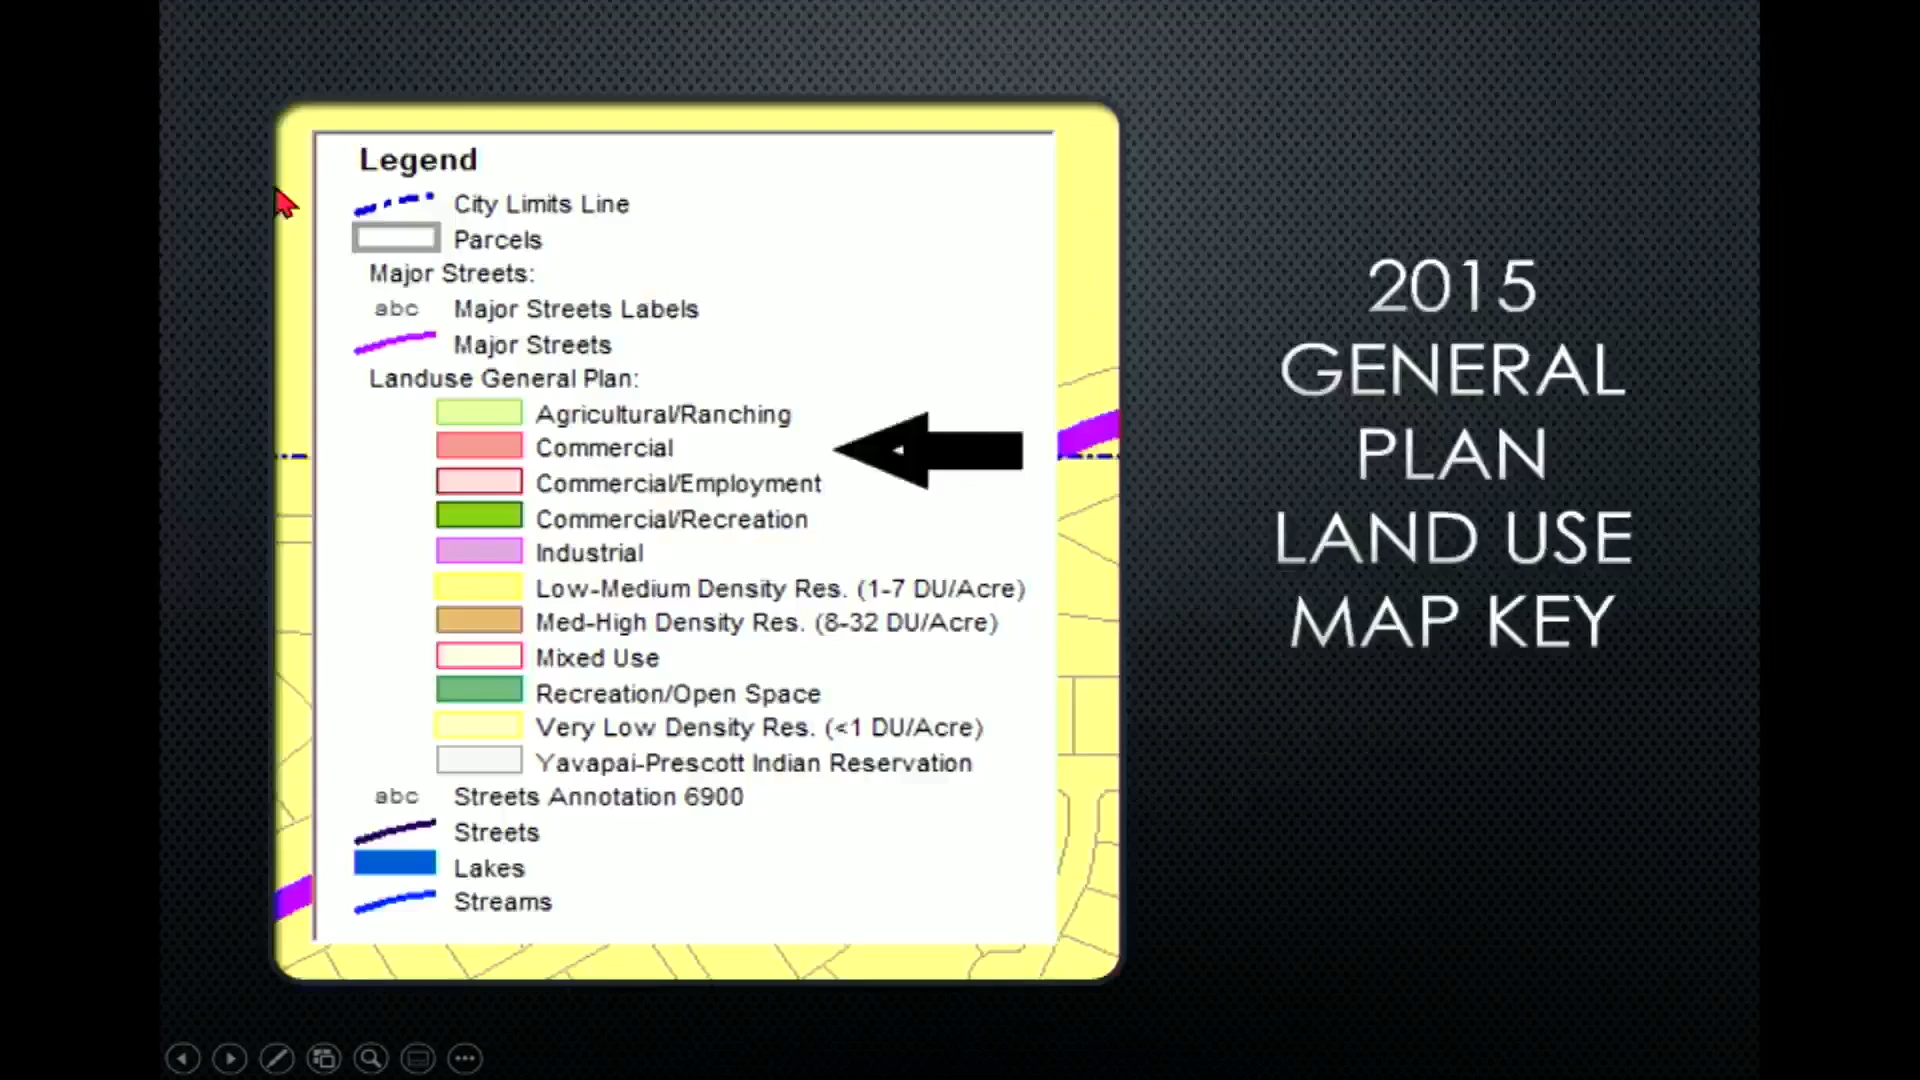 Legend
City Limits Line
Parcels
Major Streets:
abc Major Streets Labels
Major Streets
Landuse General Plan:
Agricultural/Ranching
Commercial
Commercial/Employment
Commercial/Recreation
Industrial
Low-Medium Density Res. (1-7 DU/Acre)
Med-High Density Res. (8-32 DU/Acre)
Mixed Use
Recreation/Open Space
Very Low Density Res. (<1 DU/Acre)
Yavapai-Prescott Indian Reservation
abc Streets Annotation 6900
Streets
Lakes
Streams
2015
GENERAL
PLAN
LAND USE
MAP KEY